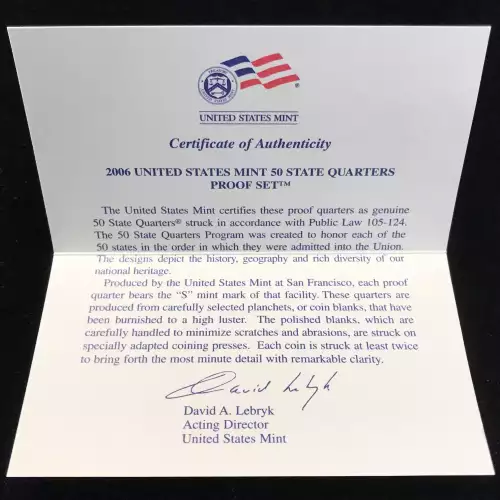 UNITED STATES MINT
Certificate of Authenticity
2006 UNITED STATES MINT 50 STATE QUARTERS
PROOF SET™
The United States Mint certifies these proof quarters as genuine
50 State Quarters® struck in accordance with Public Law 105-124.
The 50 State Quarters Program was created to honor each of the
50 states in the order in which they were admitted into the Union.
The designs depict the history, geography and rich diversity of our
national heritage.
Produced by the United States Mint at San Francisco, each proof
quarter bears the “S” mint mark of that facility. These quarters are
produced from carefully selected planchets, or coin blanks, that have
been burnished to a high luster. The polished blanks, which are
carefully handled to minimize scratches and abrasions, are struck on
specially adapted coining presses. Each coin is struck at least twice
to bring forth the most minute detail with remarkable clarity.
David Lebryk
David A. Lebryk
Acting Director
United States Mint